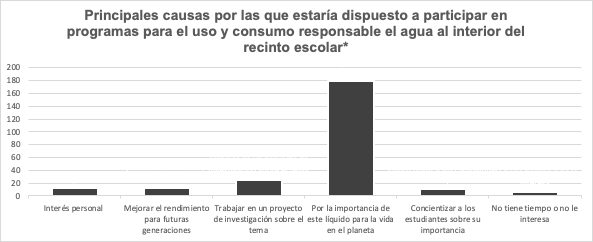 Principales causas por las que estaría dispuesto a participar en
programas para el uso y consumo responsable el agua al interior del
recinto escolar*
200
180
160
140
120
100
80
60
40
20
0
Interés personal
Mejorar el rendimiento
para futuras
generaciones
Trabajar en un proyecto
de investigación sobre el
tema
Por la importancia de
este líquido para la vida
en el planeta
Concientizar a los
estudiantes sobre su
importancia
No tiene tiempo o no le
interesa